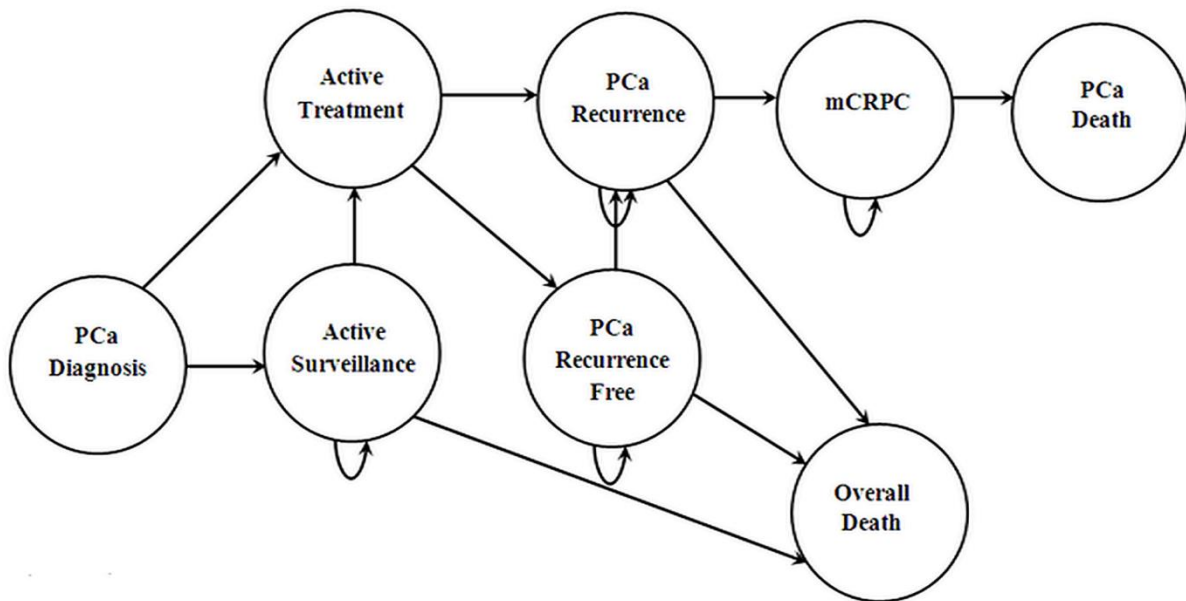 Active
Treatment
PCa
Recurrence
mCRPC
PCa
Death
PCa
Diagnosis
Active
Surveillance
PCa
Recurrence
Free
Overall
Death